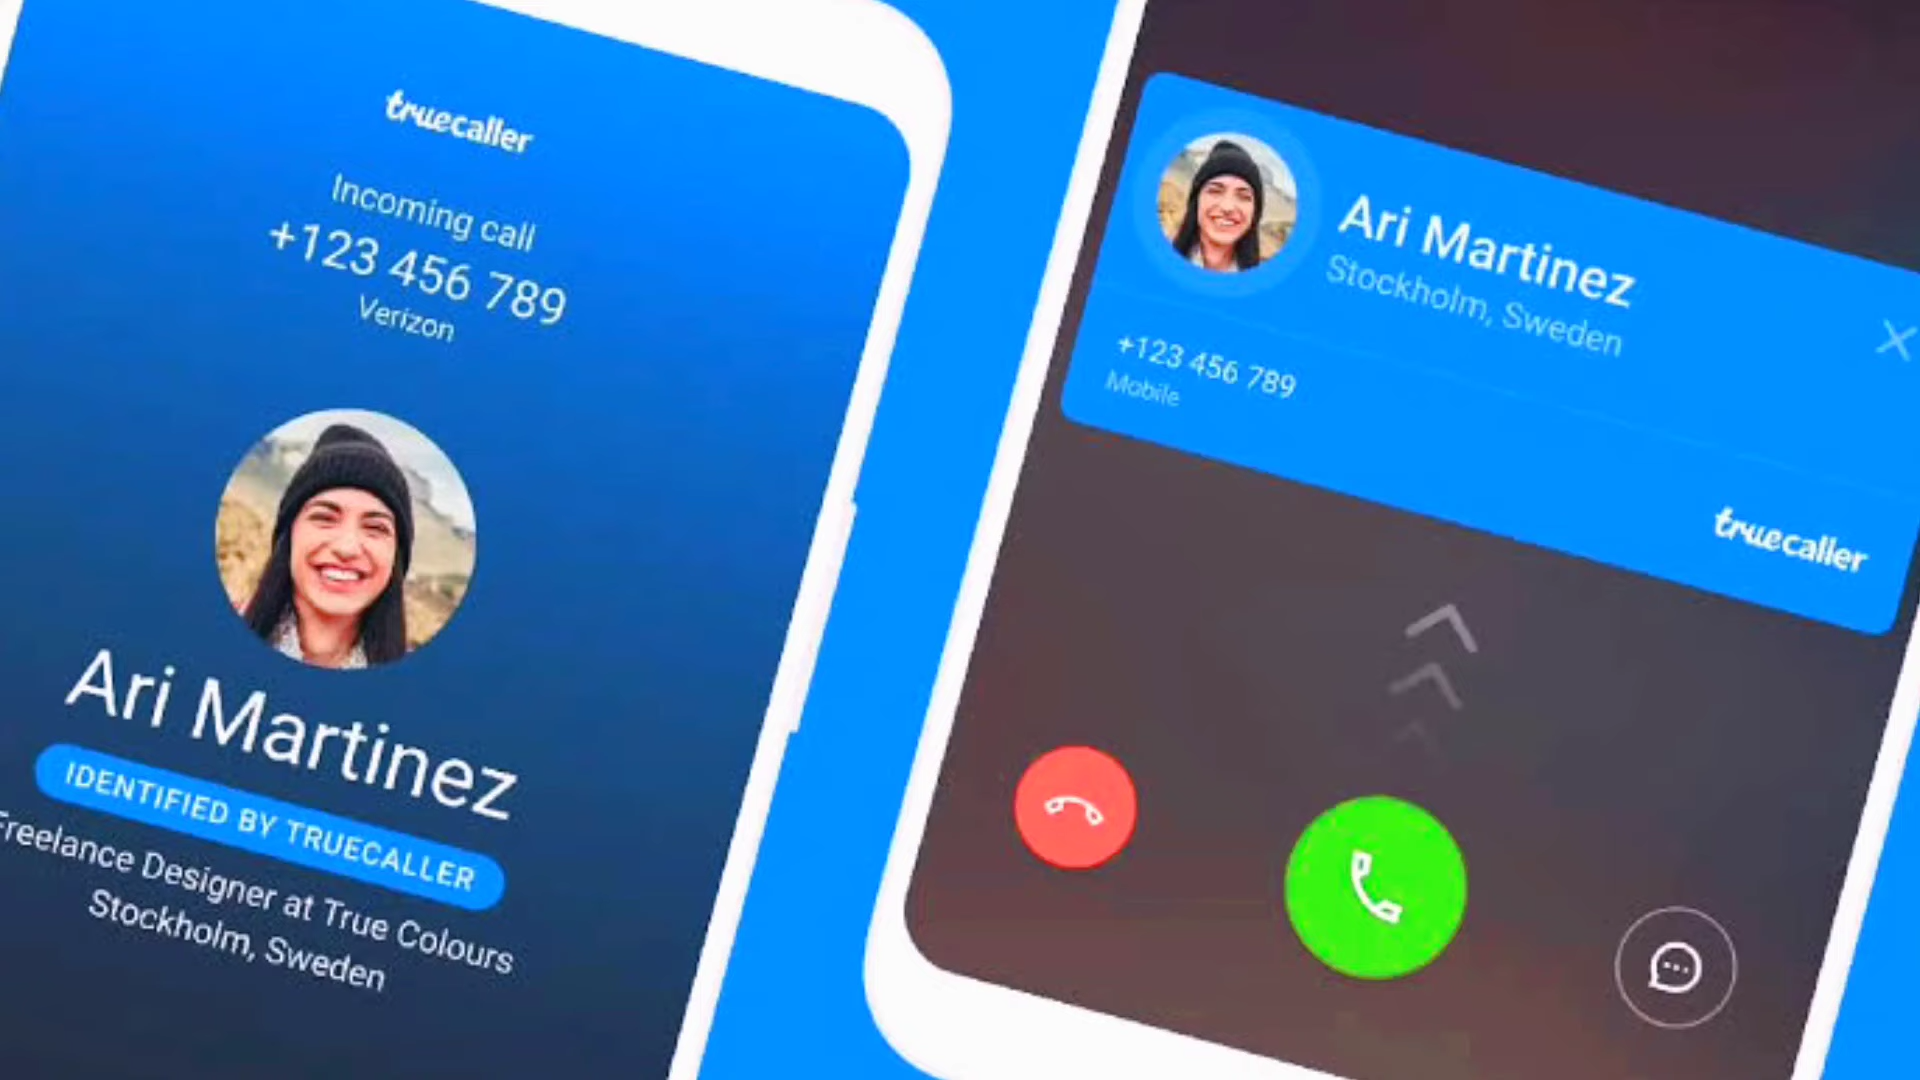 truecaller
Incoming call
+123 456 789
Verizon
Ari Martinez
IDENTIFIED BY TRUECALLER
Freelance Designer at True Colours
Stockholm, Sweden
Ari Martinez
Stockholm, Sweden
+123 456 789
Mobile
truecaller